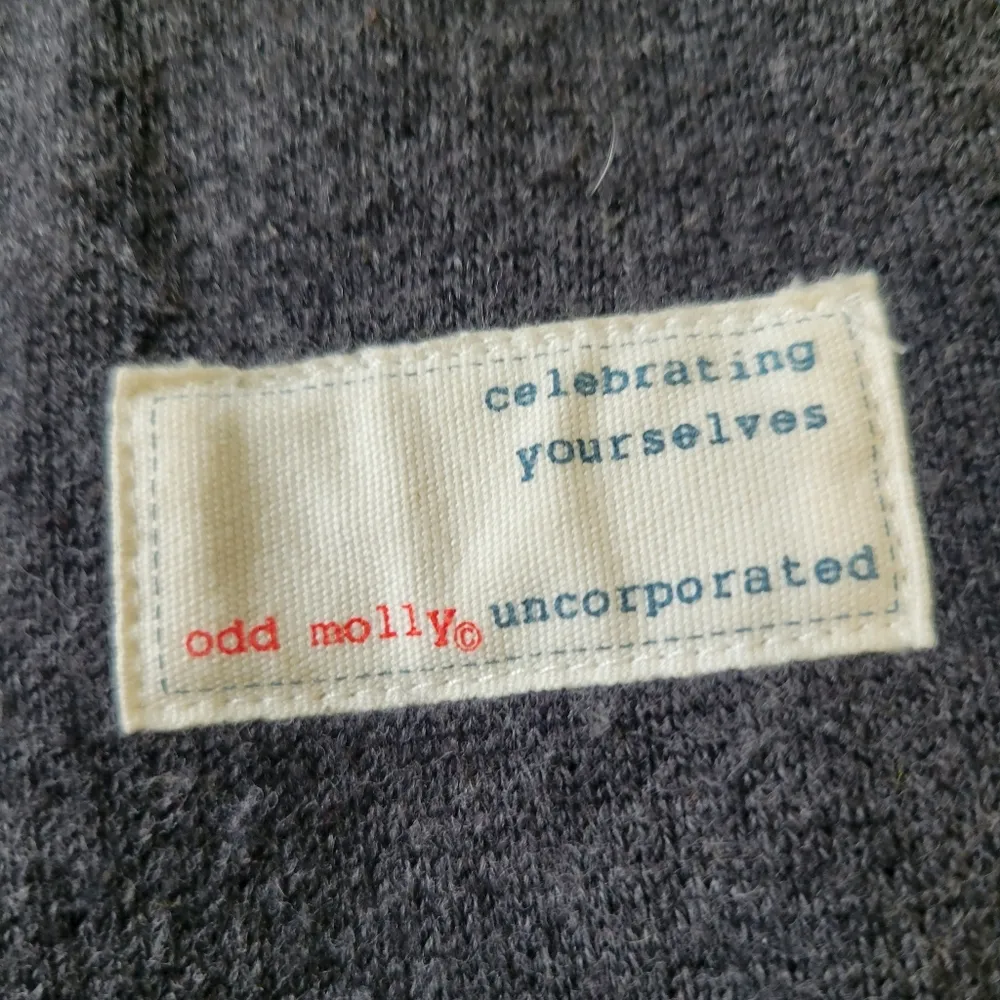 celebrating
yourselves
odd molly© uncorporated